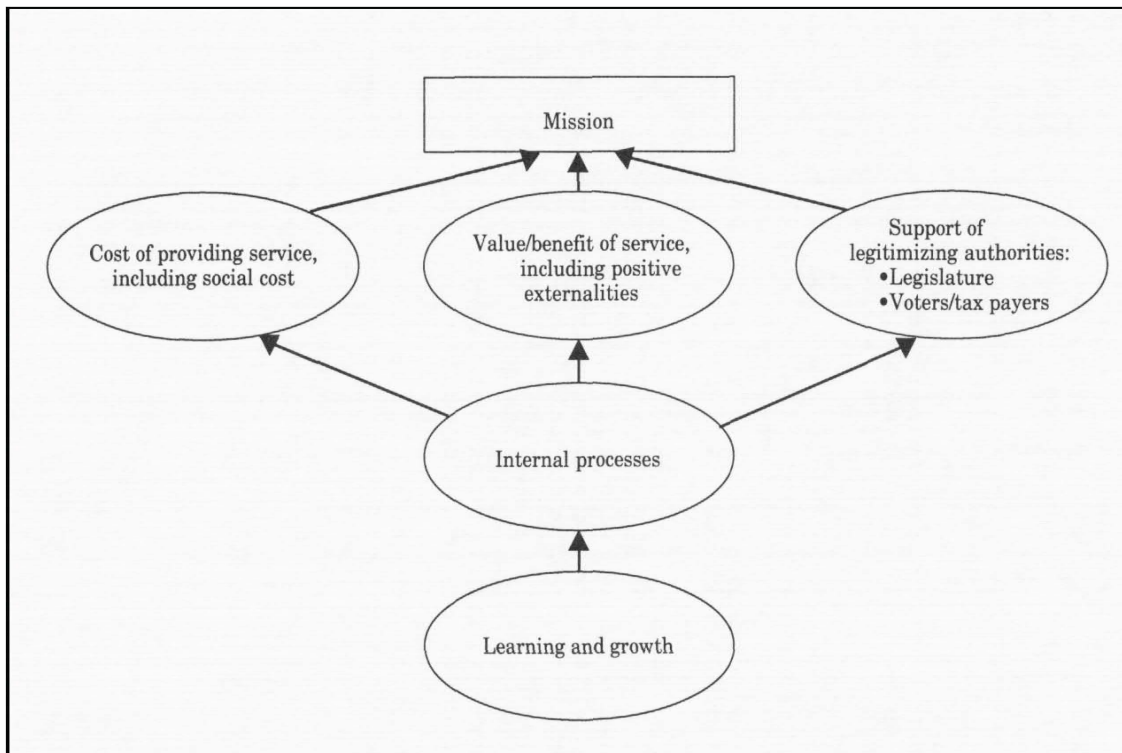 Mission
Cost of providing service,
including social cost
Value/benefit of service,
including positive
externalities
Support of
legitimizing authorities:
•Legislature
•Voters/tax payers
Internal processes
Learning and growth